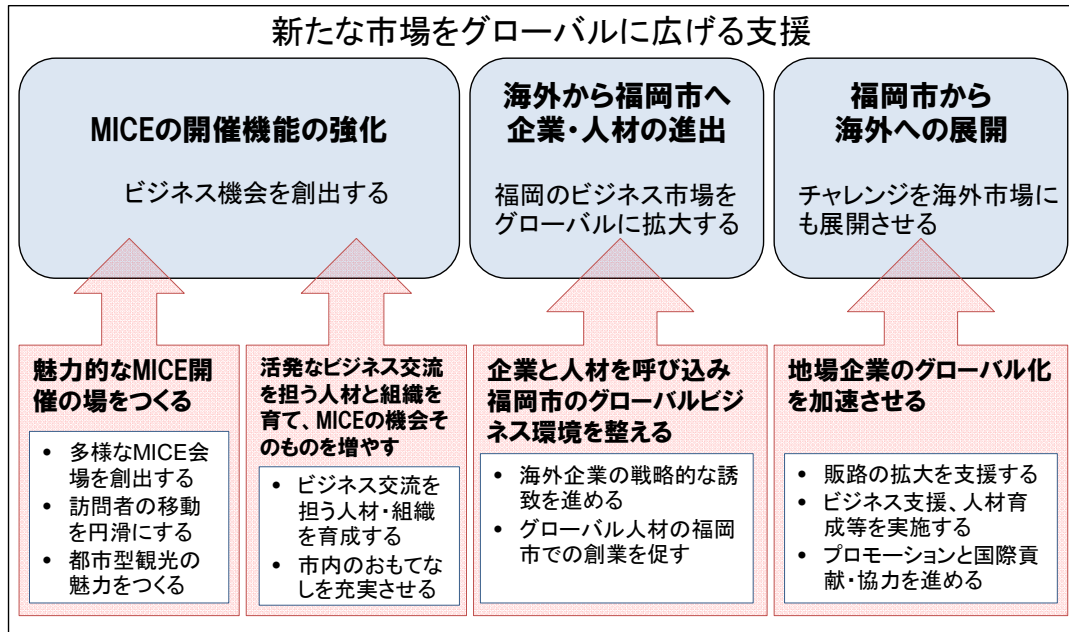 新たな市場をグローバルに広げる支援
MICEの開催機能の強化
ビジネス機会を創出する
海外から福岡市へ
企業・人材の進出
福岡のビジネス市場を
グローバルに拡大する
福岡市から
海外への展開
チャレンジを海外市場に
も展開させる
魅力的なMICE開
催の場をつくる
• 多様なMICE会
場を創出する
• 訪問者の移動
を円滑にする
• 都市型観光の
魅力をつくる
活発なビジネス交流
を担う人材と組織を
育て、MICEの機会そ
のものを増やす
• ビジネス交流を
担う人材・組織
を育成する
• 市内のおもてな
しを充実させる
企業と人材を呼び込み
福岡市のグローバルビジ
ネス環境を整える
• 海外企業の戦略的な誘
致を進める
• グローバル人材の福岡
市での創業を促す
地場企業のグローバル化
を加速させる
• 販路の拡大を支援する
• ビジネス支援、人材育
成等を実施する
• プロモーションと国際貢
献・協力を進める